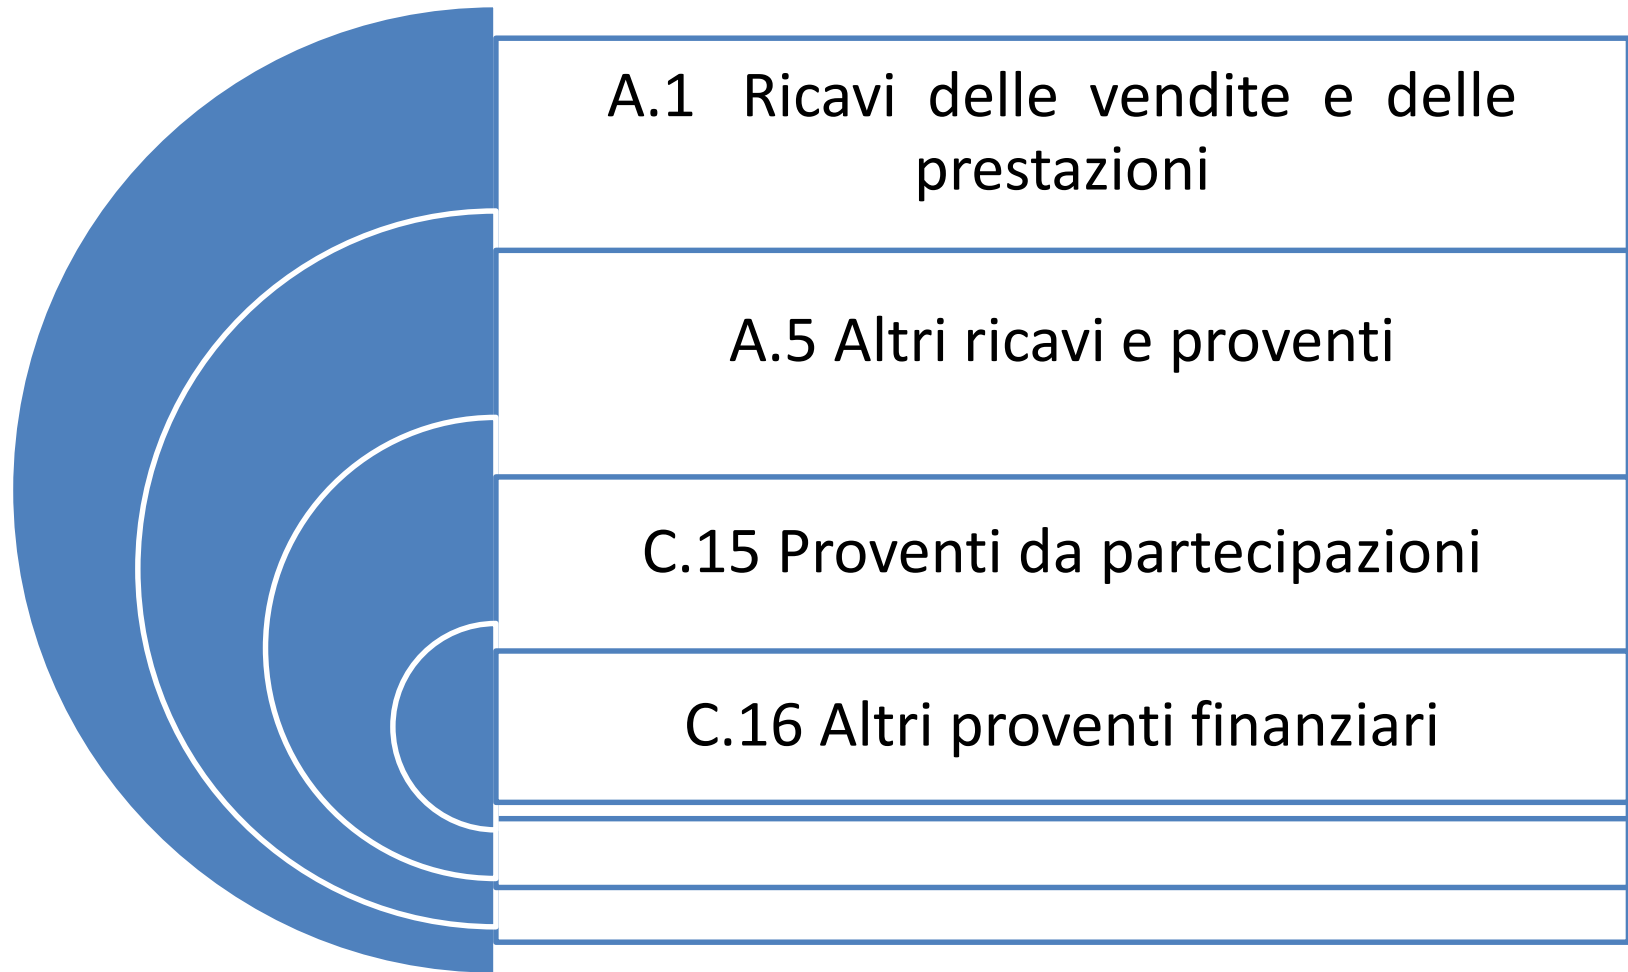 A.1 Ricavi delle vendite e delle
prestazioni
A.5 Altri ricavi e proventi
C.15 Proventi da partecipazioni
C.16 Altri proventi finanziari